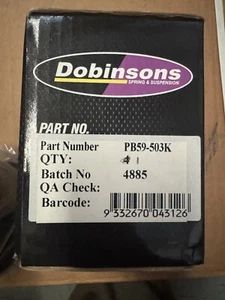 Dobinsons
SPRING & SUSPENSION
PART NO.
Part Number PB59-503K
QTY: 1
Batch No 4885
QA Check:
Barcode:
9 332670 043126